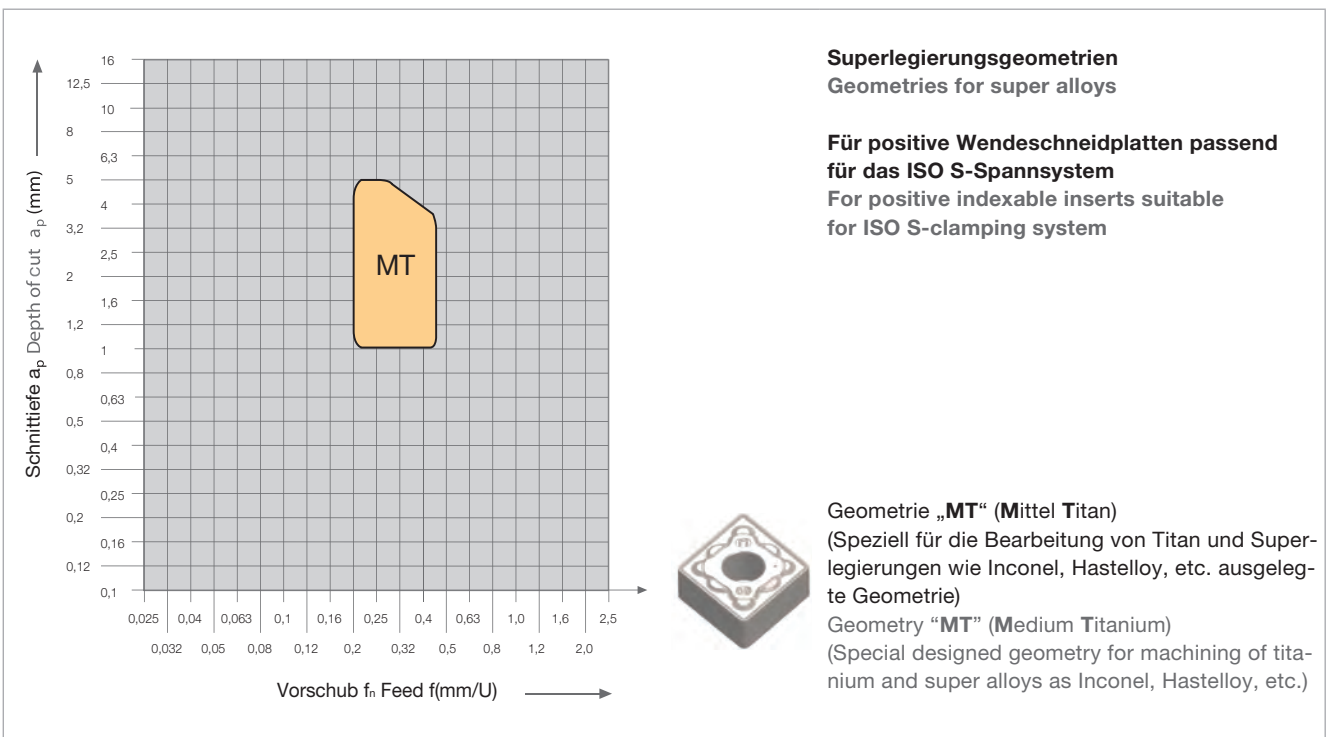 16
12,5
10
8
6,3
5
4
3,2
2,5
2
1,6
1,2
1
0,8
0,63
0,5
0,4
0,32
0,25
0,2
0,16
0,12
0,1
Schnittiefe ap Depth of cut ap (mm)
MT
0,025 0,04 0,063 0,1 0,16 0,25 0,4 0,63 1,0 1,6 2,5
0,032 0,05 0,08 0,12 0,2 0,32 0,5 0,8 1,2 2,0
Vorschub fn Feed f(mm/U)
Superlegierungsgeometrien
Geometries for super alloys
Für positive Wendeschneidplatten passend
für das ISO S-Spannsystem
For positive indexable inserts suitable
for ISO S-clamping system
Geometrie „MT“ (Mittel Titan)
(Speziell für die Bearbeitung von Titan und Super-
legierungen wie Inconel, Hastelloy, etc. ausgeleg-
te Geometrie)
Geometry “MT” (Medium Titanium)
(Special designed geometry for machining of tita-
nium and super alloys as Inconel, Hastelloy, etc.)